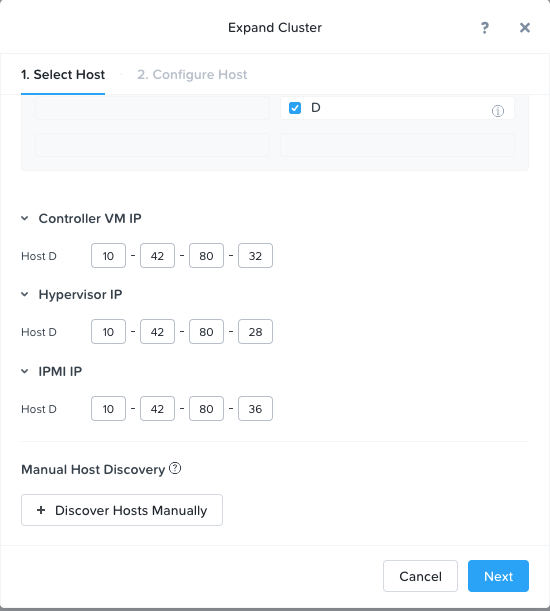 Expand Cluster ? ×
1. Select Host · 2. Configure Host
D
Controller VM IP
Host D 10 - 42 - 80 - 32
Hypervisor IP
Host D 10 - 42 - 80 - 28
IPMI IP
Host D 10 - 42 - 80 - 36
Manual Host Discovery ?
+ Discover Hosts Manually
Cancel Next